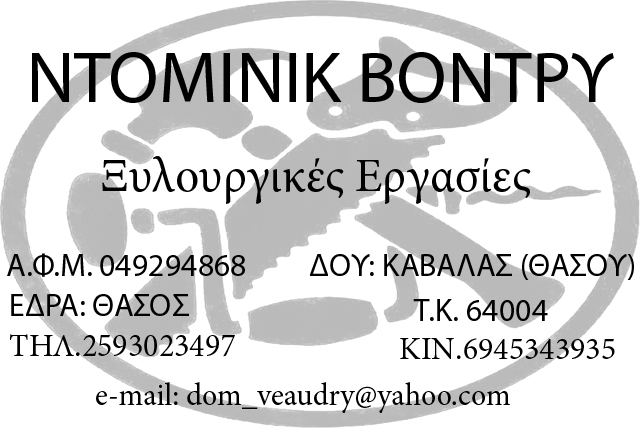 ΝΤΟΜΙΝΙΚ ΒΟΝΤΡΥ
Ξυλουργικές Εργασίες
Α.Φ.Μ. 049294868 ΔΟΥ: ΚΑΒΑΛΑΣ (ΘΑΣΟΥ)
ΕΔΡΑ: ΘΑΣΟΣ Τ.Κ. 64004
ΤΗΛ.2593023497 ΚΙΝ.6945343935
e-mail: dom_veaudry@yahoo.com